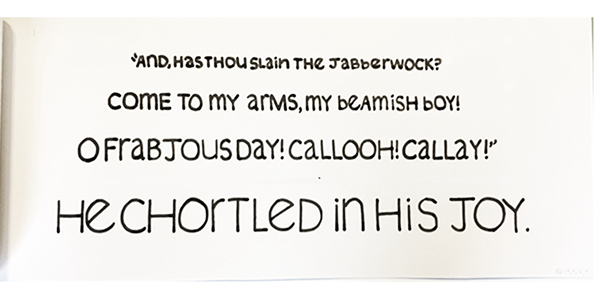 "AND, HAS THOU SLAIN THE JABBERWOCK?
COME TO MY ARMS, MY BEAMISH BOY!
O FRABJOUS DAY! CALLOOH! CALLAY!"
HE CHORTLED IN HIS JOY.